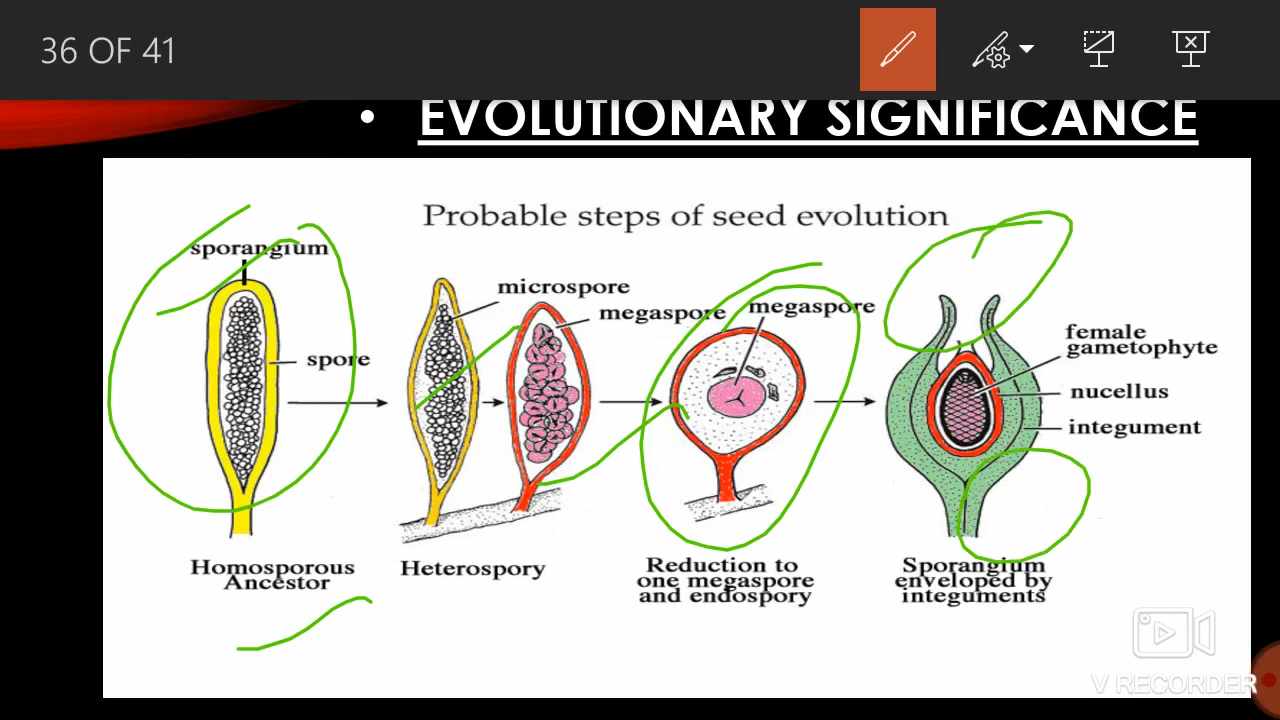 36 OF 41
• EVOLUTIONARY SIGNIFICANCE
Probable steps of seed evolution
sporangium
spore
microspore
megaspore
megaspore
female
gametophyte
nucellus
integument
Homosporous
Ancestor
Heterospory
Reduction to
one megaspore
and endospory
Sporangium
enveloped by
integuments
V RECORDER